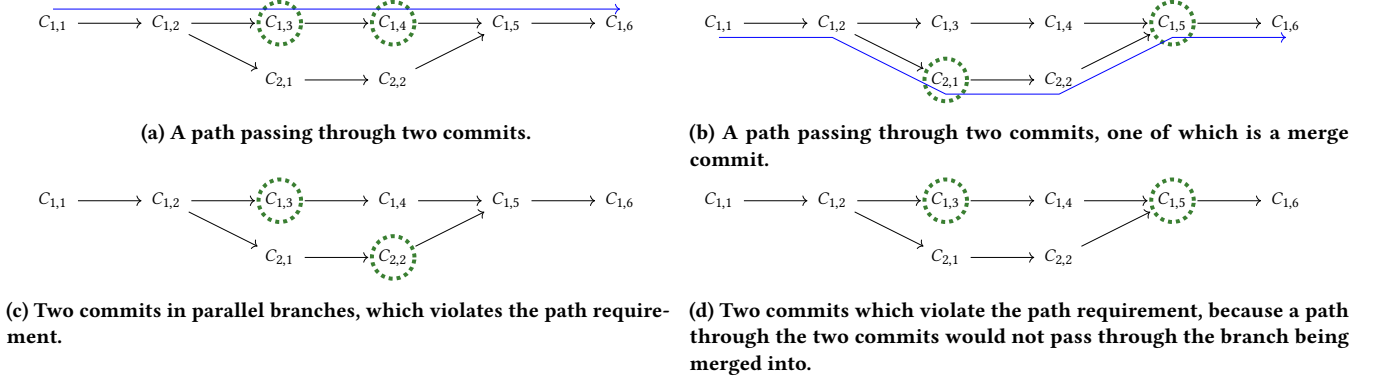 C1,1 C1,2 C1,3 C1,4 C1,5 C1,6
C2,1 C2,2
(a) A path passing through two commits.
C1,1 C1,2 C1,3 C1,4 C1,5 C1,6
C2,1 C2,2
(b) A path passing through two commits, one of which is a merge
commit.
C1,1 C1,2 C1,3 C1,4 C1,5 C1,6
C2,1 C2,2
(c) Two commits in parallel branches, which violates the path require-
ment.
C1,1 C1,2 C1,3 C1,4 C1,5 C1,6
C2,1 C2,2
(d) Two commits which violate the path requirement, because a path
through the two commits would not pass through the branch being
merged into.